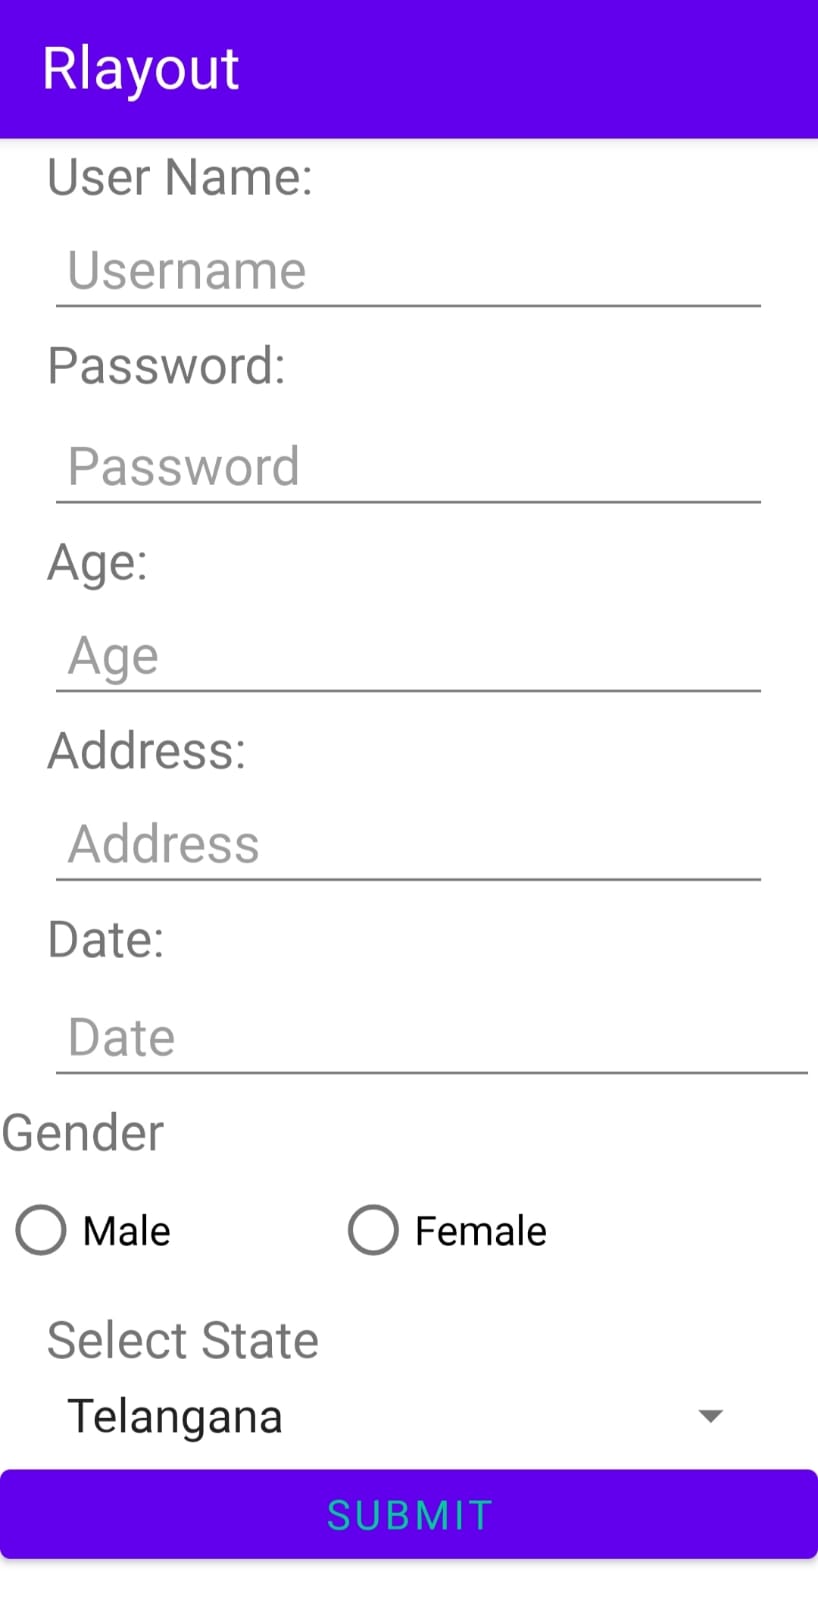 Rlayout
User Name:
Username
Password:
Password
Age:
Age
Address:
Address
Date:
Date
Gender
Male Female
Select State
Telangana
SUBMIT